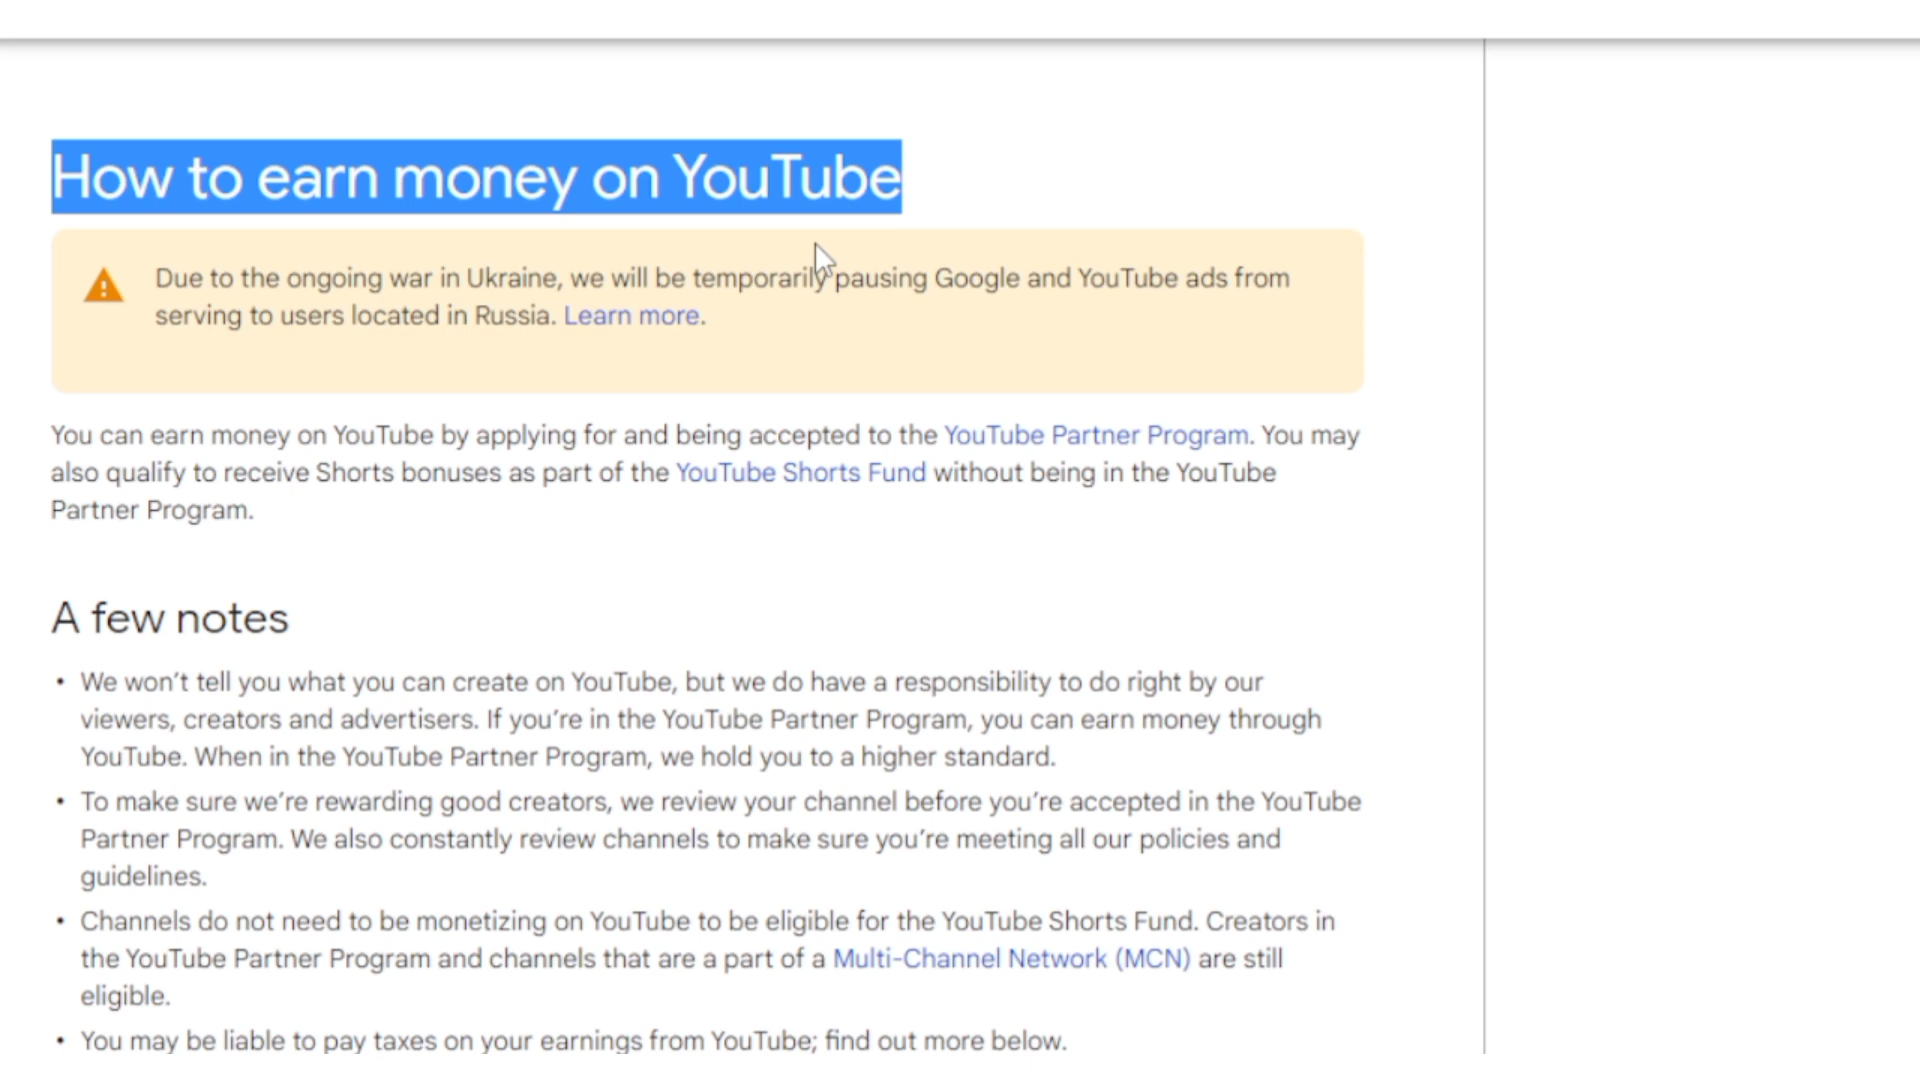 How to earn money on YouTube
Due to the ongoing war in Ukraine, we will be temporarily pausing Google and YouTube ads from
serving to users located in Russia. Learn more.
You can earn money on YouTube by applying for and being accepted to the YouTube Partner Program. You may
also qualify to receive Shorts bonuses as part of the YouTube Shorts Fund without being in the YouTube
Partner Program.
A few notes
• We won’t tell you what you can create on YouTube, but we do have a responsibility to do right by our
viewers, creators and advertisers. If you’re in the YouTube Partner Program, you can earn money through
YouTube. When in the YouTube Partner Program, we hold you to a higher standard.
• To make sure we’re rewarding good creators, we review your channel before you’re accepted in the YouTube
Partner Program. We also constantly review channels to make sure you’re meeting all our policies and
guidelines.
• Channels do not need to be monetizing on YouTube to be eligible for the YouTube Shorts Fund. Creators in
the YouTube Partner Program and channels that are a part of a Multi-Channel Network (MCN) are still
eligible.
• You may be liable to pay taxes on your earnings from YouTube; find out more below.